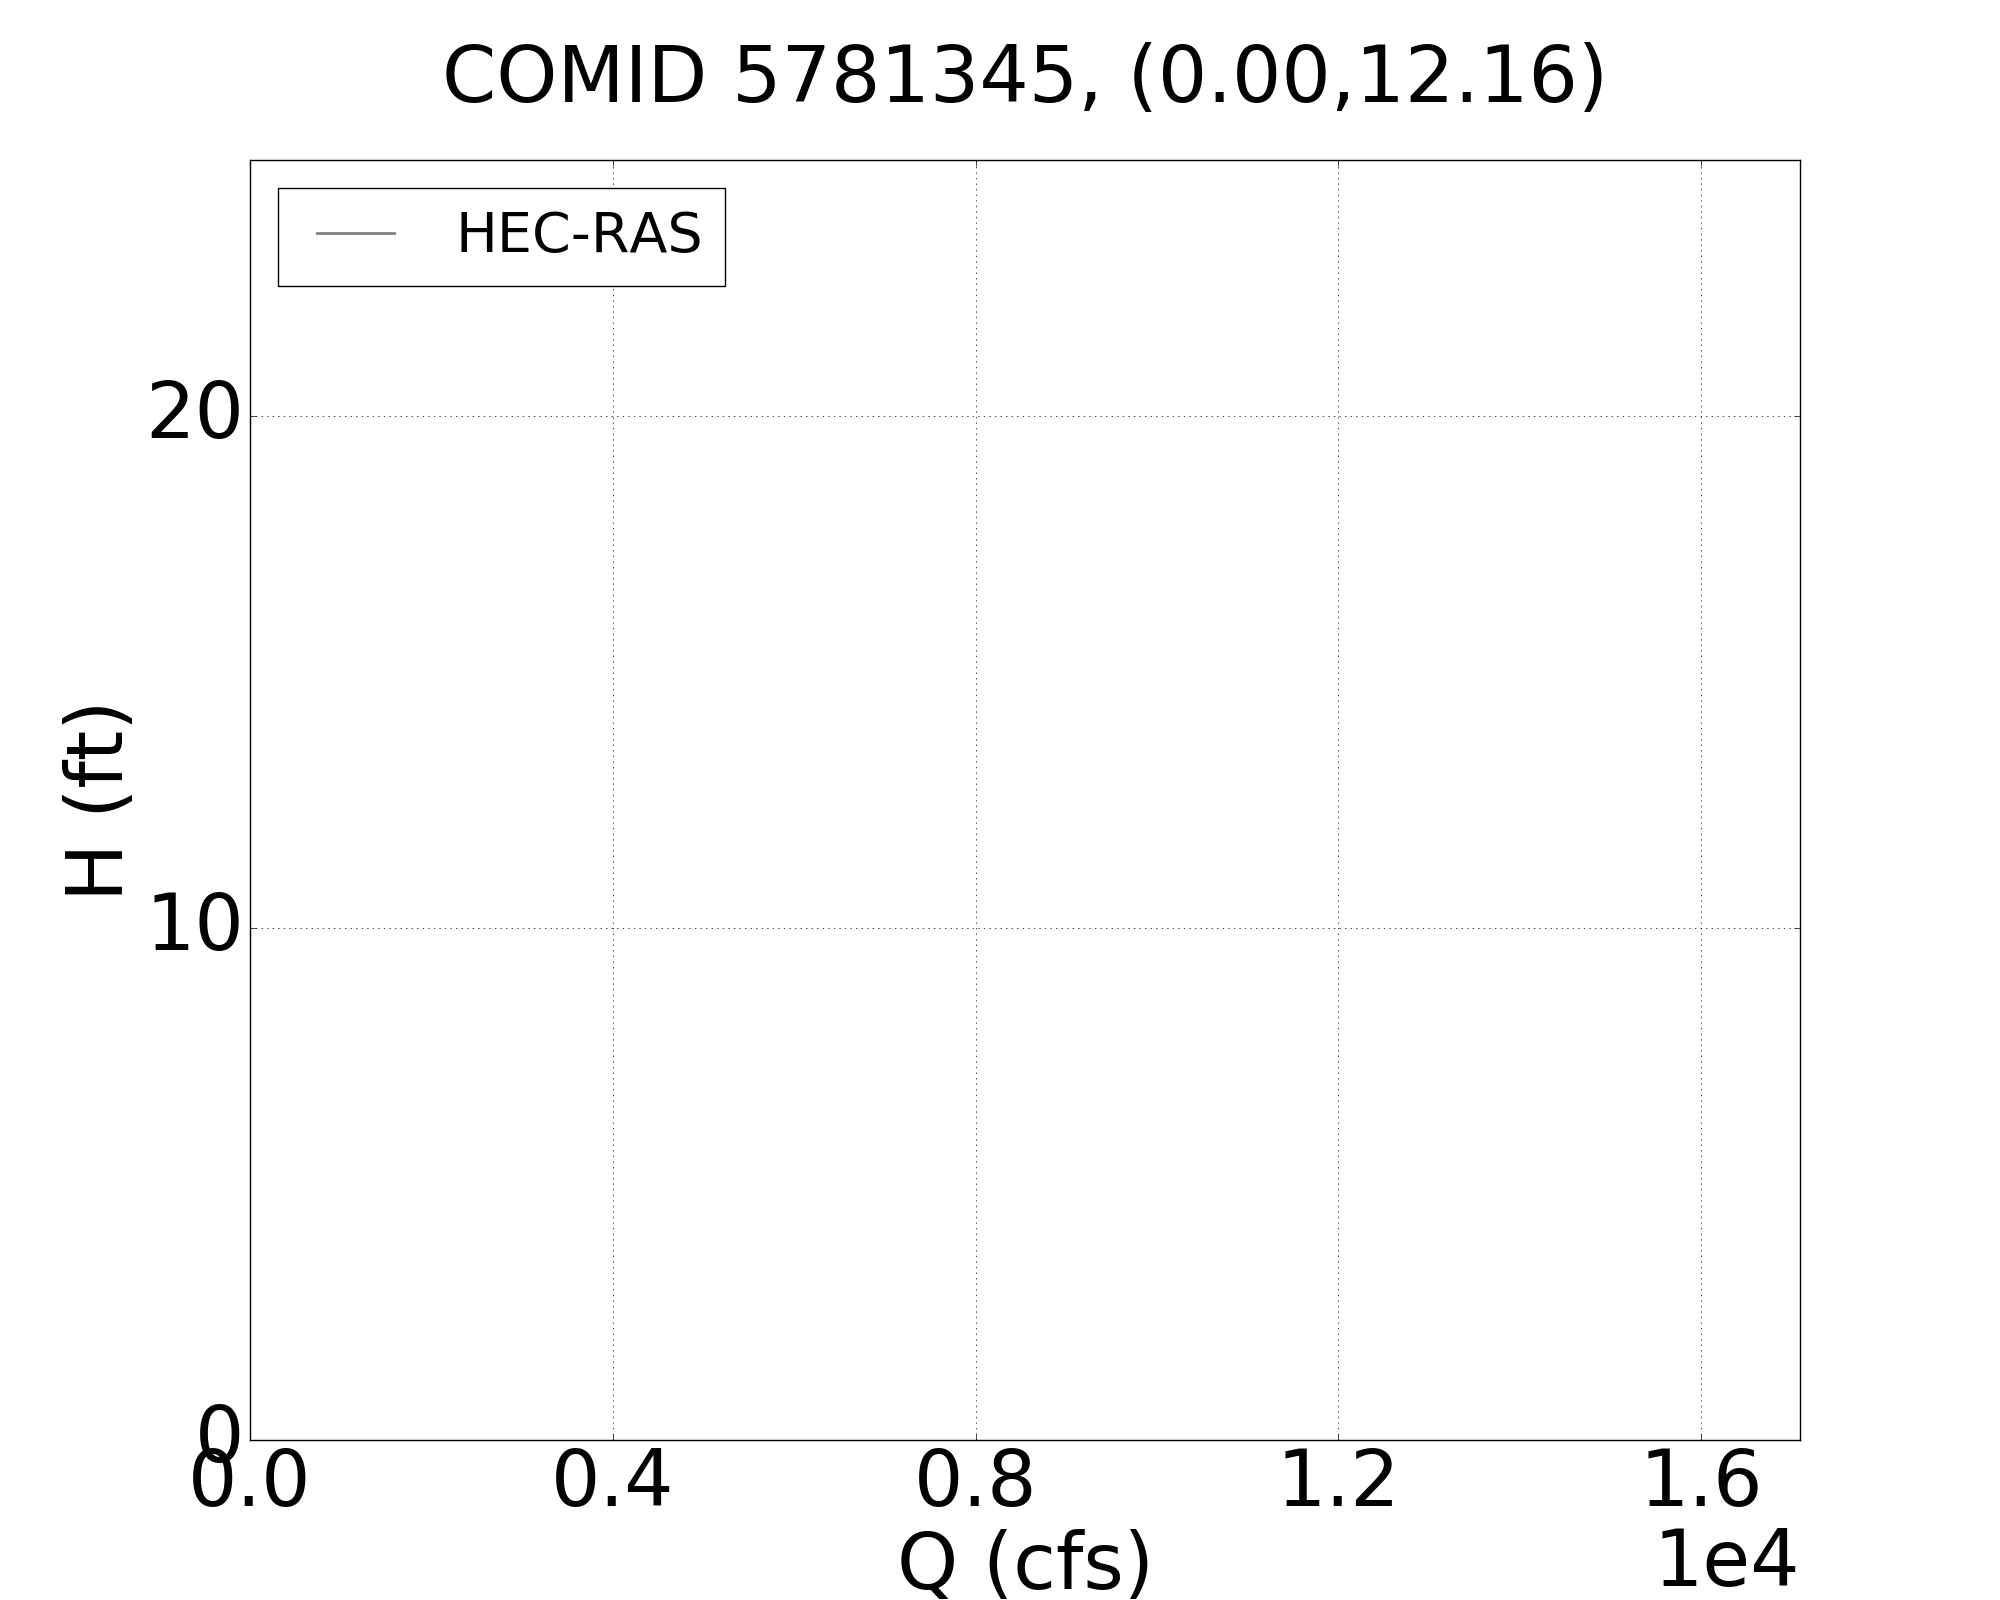 COMID 5781345, (0.00,12.16)
HEC-RAS
20
10
0
H (ft)
0.0 0.4 0.8 1.2 1.6
1e4
Q (cfs)